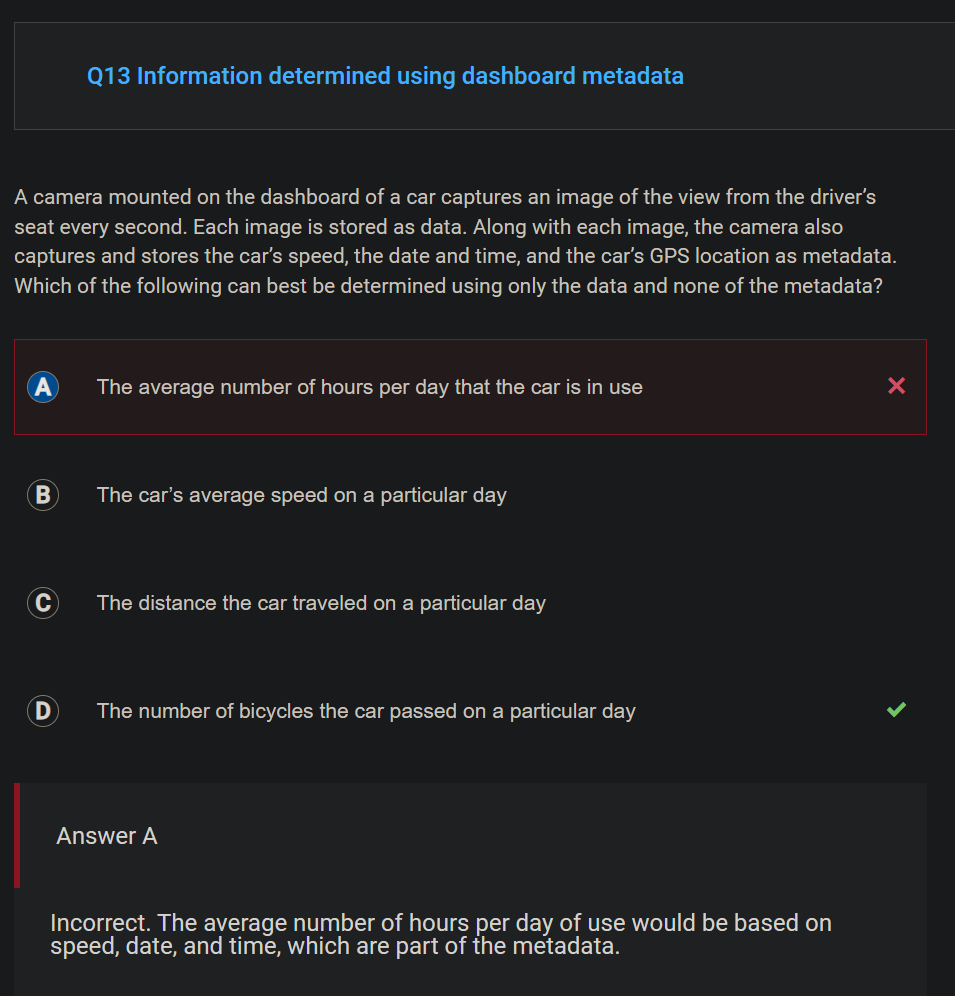 Q13 Information determined using dashboard metadata
A camera mounted on the dashboard of a car captures an image of the view from the driver’s
seat every second. Each image is stored as data. Along with each image, the camera also
captures and stores the car’s speed, the date and time, and the car’s GPS location as metadata.
Which of the following can best be determined using only the data and none of the metadata?
A The average number of hours per day that the car is in use
B The car’s average speed on a particular day
C The distance the car traveled on a particular day
D The number of bicycles the car passed on a particular day
Answer A
Incorrect. The average number of hours per day of use would be based on
speed, date, and time, which are part of the metadata.